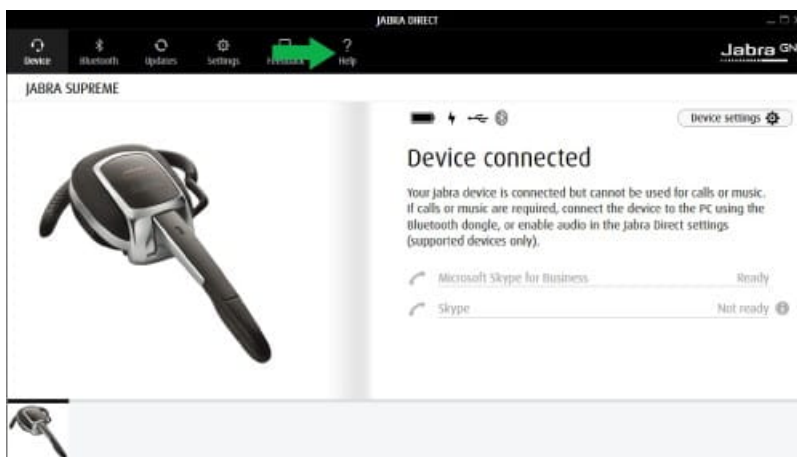 JABRA DIRECT
Device
Bluetooth
Updates
Settings
?
Help
Jabra GN
JABRA SUPREME
Device settings
Device connected
Your Jabra device is connected but cannot be used for calls or music.
If calls or music are required, connect the device to the PC using the
Bluetooth dongle, or enable audio in the Jabra Direct settings
(supported devices only).
Microsoft Skype for Business Ready
Skype Not ready